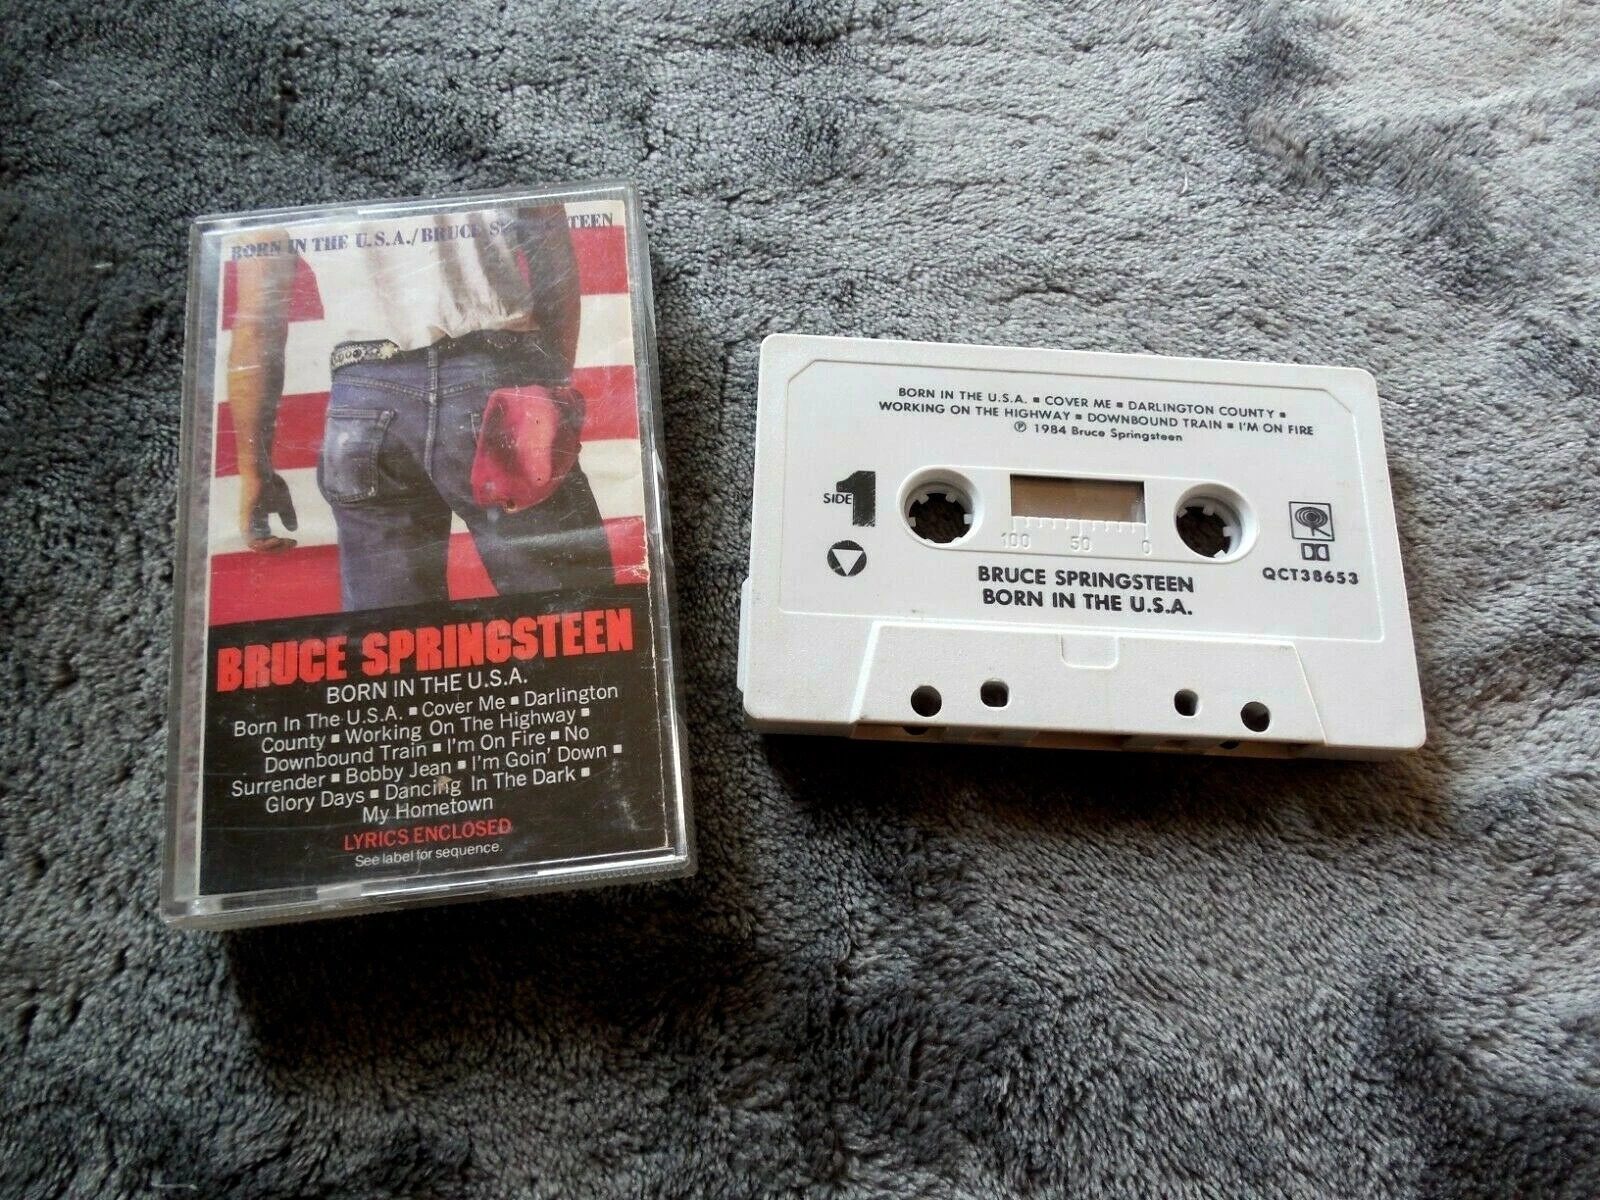 BORN IN THE U.S.A./BRUCE S TEEN
BRUCE SPRINGSTEEN
BORN IN THE U.S.A.
Born In The U.S.A. ▪ Cover Me ▪ Darlington
County ▪ Working On The Highway ▪
Downbound Train ▪ I'm On Fire ▪ No
Surrender ▪ Bobby Jean ▪ I'm Goin' Down ▪
Glory Days ▪ Dancing In The Dark ▪
My Hometown
LYRICS ENCLOSED
See label for sequence.
BORN IN THE U.S.A. ▪ COVER ME ▪ DARLINGTON COUNTY ▪
WORKING ON THE HIGHWAY ▪ DOWNBOUND TRAIN ▪ I'M ON FIRE
℗ 1984 Bruce Springsteen
SIDE 1
100 50 0
QCT38653
BRUCE SPRINGSTEEN
BORN IN THE U.S.A.